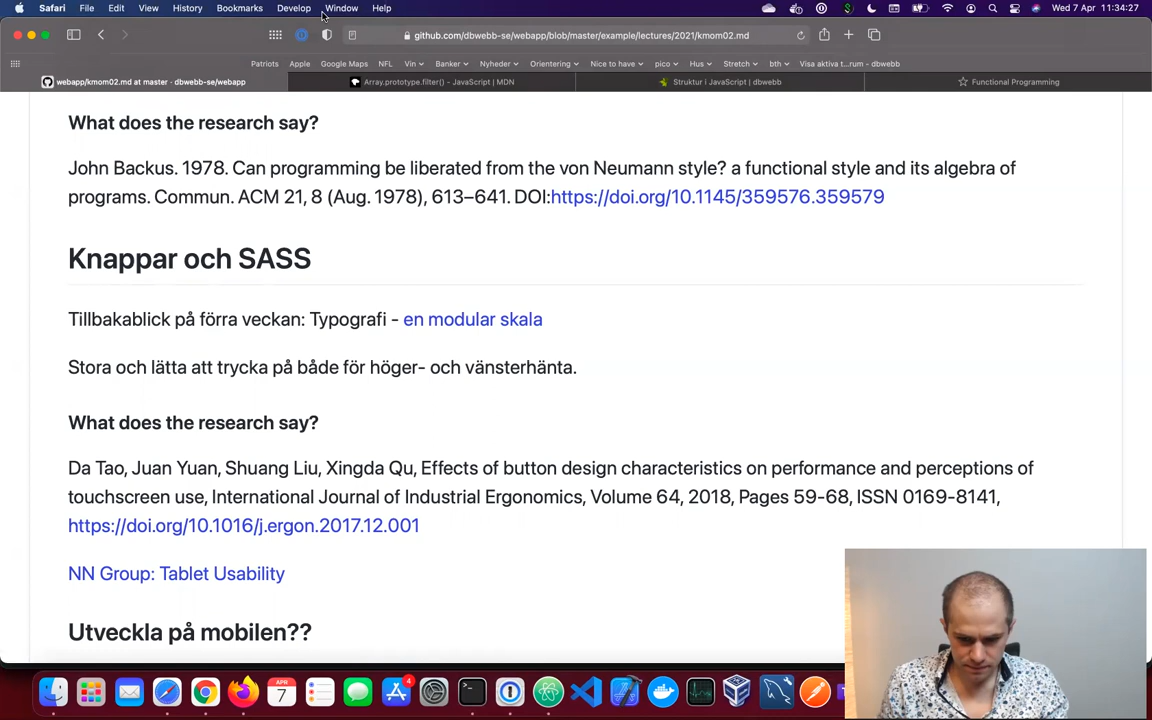 Safari File Edit View History Bookmarks Develop Window Help Wed 7 Apr 11:34:27
github.com/dbwebb-se/webapp/blob/master/example/lectures/2021/kmom02.md
Patriots Apple Google Maps NFL Vin Banker Nyheder Orientering Nice to have pico Hus Stretch bth Visa aktiva t...rum - dbwebb
webapp/kmom02.md at master · dbwebb-se/webapp Array.prototype.filter() - JavaScript | MDN Struktur i JavaScript | dbwebb Functional Programming
What does the research say?
John Backus. 1978. Can programming be liberated from the von Neumann style? a functional style and its algebra of
programs. Commun. ACM 21, 8 (Aug. 1978), 613–641. DOI:https://doi.org/10.1145/359576.359579
Knappar och SASS
Tillbakablick på förra veckan: Typografi - en modular skala
Stora och lätta att trycka på både för höger- och vänsterhänta.
What does the research say?
Da Tao, Juan Yuan, Shuang Liu, Xingda Qu, Effects of button design characteristics on performance and perceptions of
touchscreen use, International Journal of Industrial Ergonomics, Volume 64, 2018, Pages 59-68, ISSN 0169-8141,
https://doi.org/10.1016/j.ergon.2017.12.001
NN Group: Tablet Usability
Utveckla på mobilen??
APR
7
4